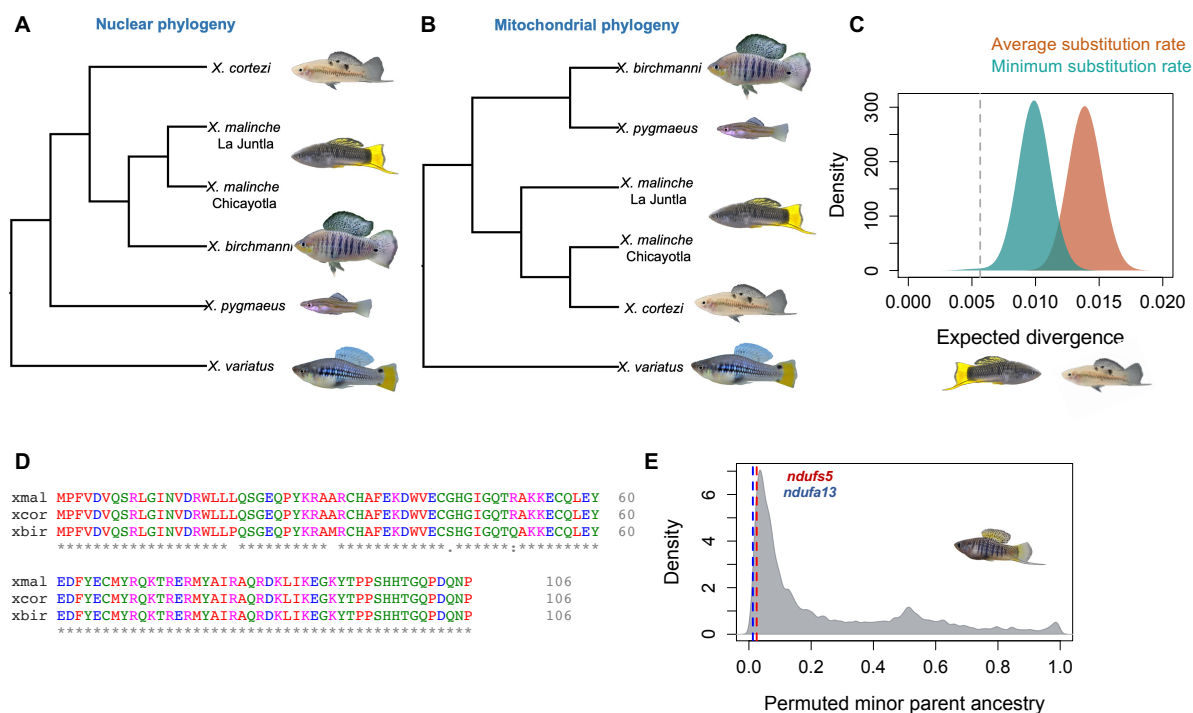 A
Nuclear phylogeny
X. cortezi
X. malinche
La Juntla
X. malinche
Chicayotla
X. birchmanni
X. pygmaeus
X. variatus
B
Mitochondrial phylogeny
X. birchmanni
X. pygmaeus
X. malinche
La Juntla
X. malinche
Chicayotla
X. cortezi
X. variatus
C
Average substitution rate
Minimum substitution rate
Density
0 100 200 300
0.000 0.005 0.010 0.015 0.020
Expected divergence
D
xmal MPFVDVQSRLGINVDRWLLLQSGEQPYKRAARCHAFEKDWVECGHGIGQTRAKKECQLEY 60
xcor MPFVDVQSRLGINVDRWLLLQSGEQPYKRAARCHAFEKDWVECGHGIGQTRAKKECQLEY 60
xbir MPFVDVQSRLGINVDRWLLPQSGEQPYKRAMRCHAFEKDWVECSHGIGQTQAKKECQLEY 60
******************* ********** ************.******:*********
xmal EDFYECMYRQKTRERMYAIRAQRDKLIKEGKYTPPSHHTGQPDQNP 106
xcor EDFYECMYRQKTRERMYAIRAQRDKLIKEGKYTPPSHHTGQPDQNP 106
xbir EDFYECMYRQKTRERMYAIRAQRDKLIKEGKYTPPSHHTGQPDQNP 106
**********************************************
E
ndufs5
ndufa13
Density
0 2 4 6
0.0 0.2 0.4 0.6 0.8 1.0
Permuted minor parent ancestry